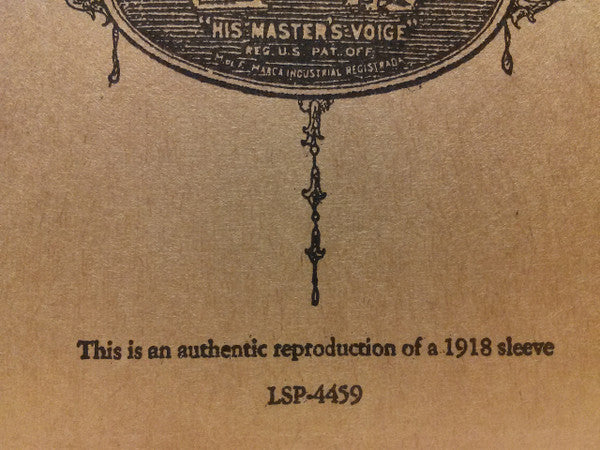 "HIS MASTER'S VOICE"
REG. U.S. PAT. OFF.
MDE F. MARCA INDUSTRIAL REGISTRADA
This is an authentic reproduction of a 1918 sleeve
LSP-4459